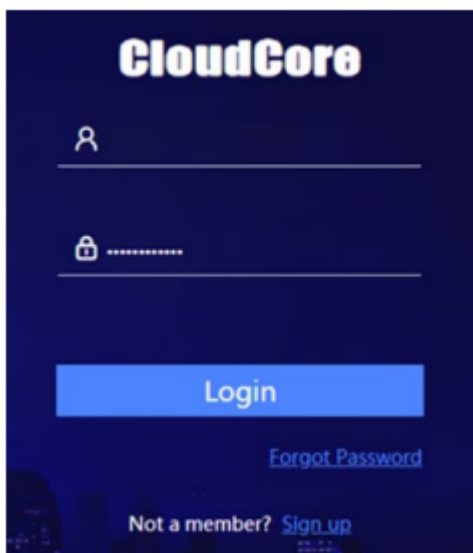 CloudCore
............
Login
Forgot Password
Not a member? Sign up